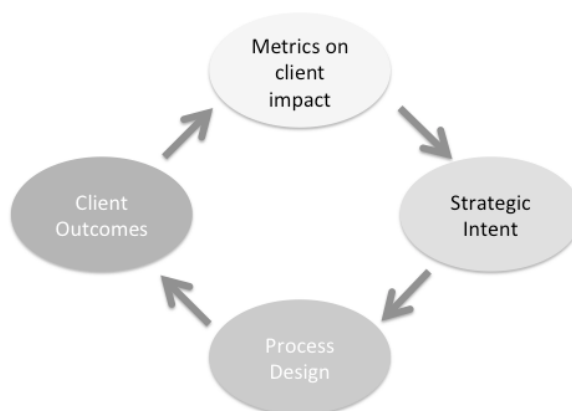 Metrics on
client
impact
Strategic
Intent
Process
Design
Client
Outcomes